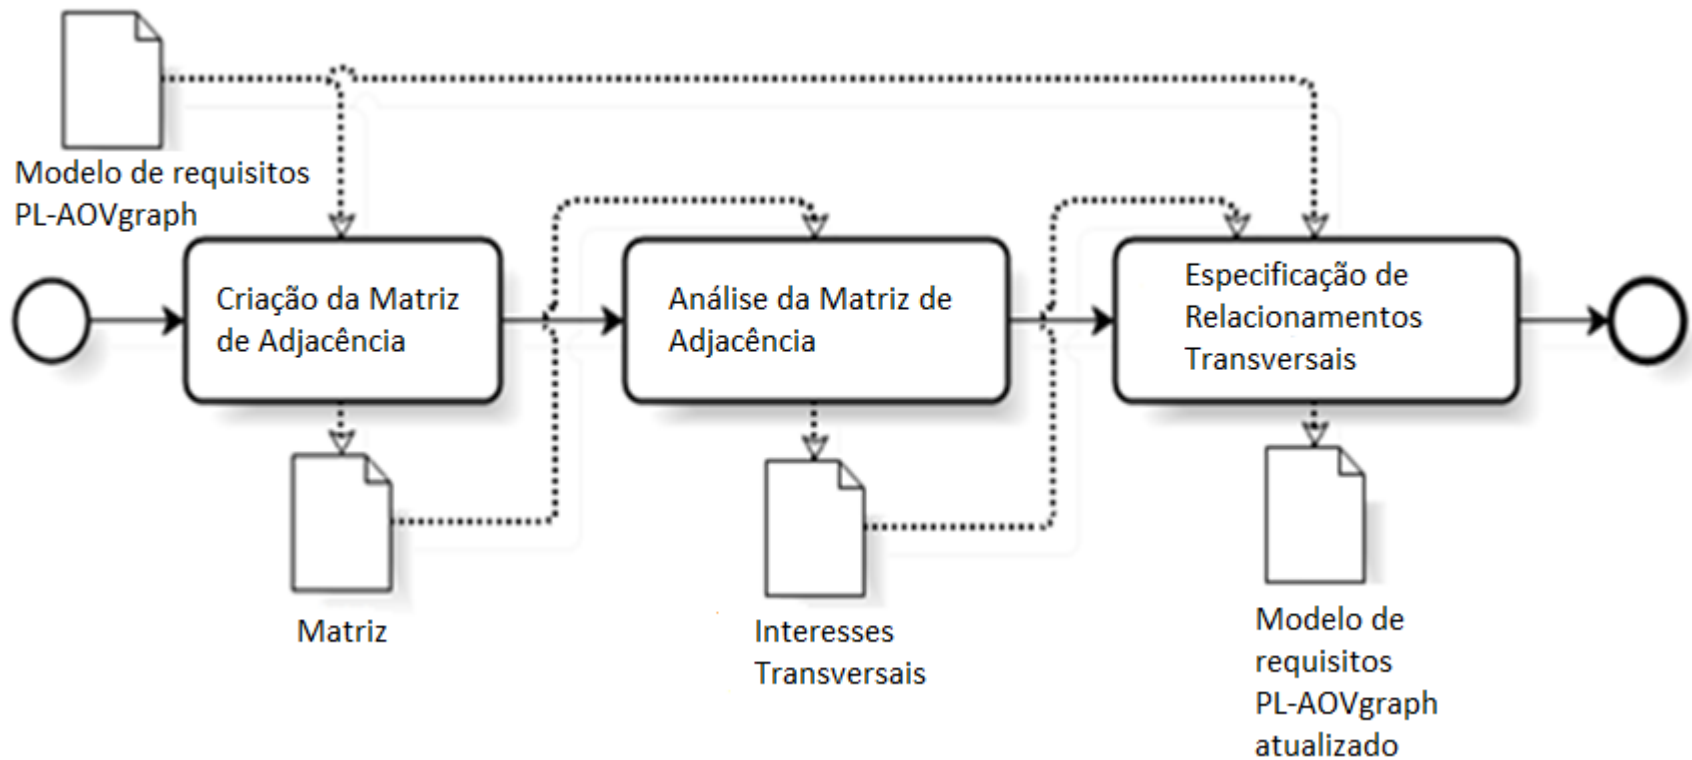 Modelo de requisitos
PL-AOVgraph
Criação da Matriz
de Adjacência
Análise da Matriz de
Adjacência
Especificação de
Relacionamentos
Transversais
Matriz
Interesses
Transversais
Modelo de
requisitos
PL-AOVgraph
atualizado